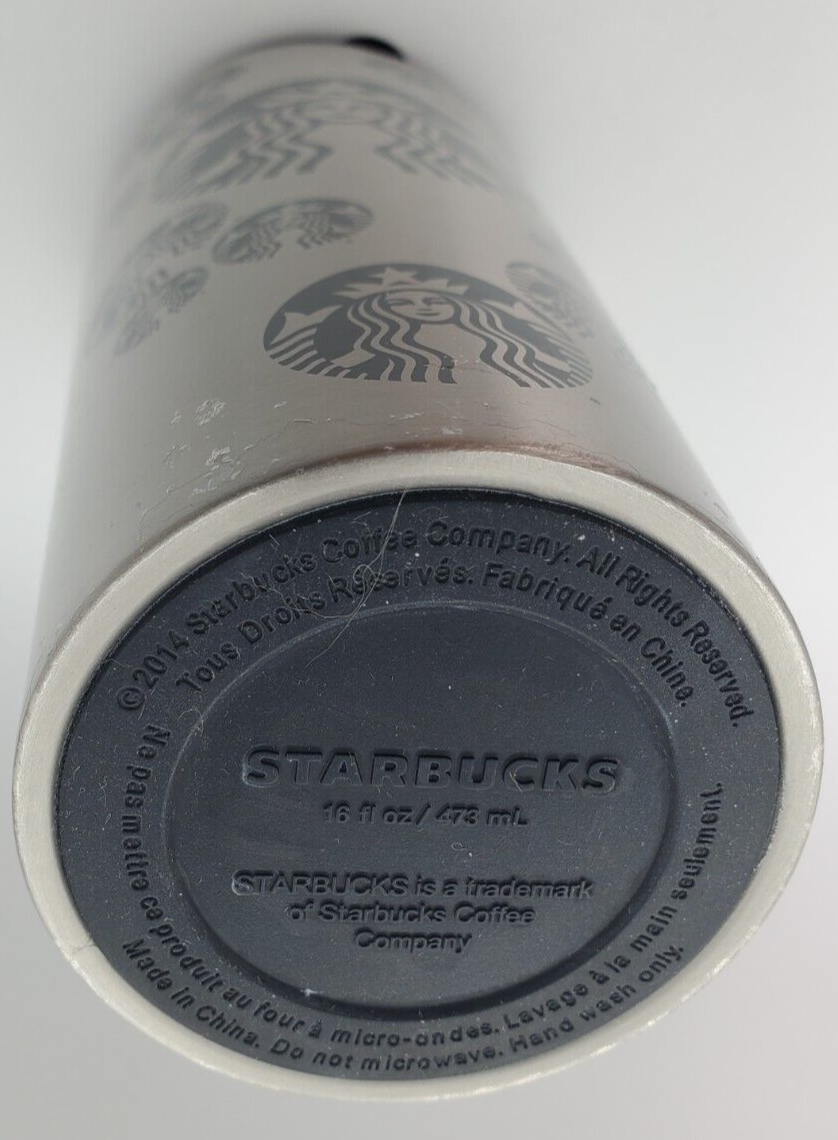 ©2014 Starbucks Coffee Company. All Rights Reserved.
Tous Droits Réservés. Fabriqué en Chine.
STARBUCKS
16 fl oz / 473 mL
STARBUCKS is a trademark
of Starbucks Coffee
Company
Ne pas mettre ce produit au four à micro-ondes. Lavage à la main seulement.
Made in China. Do not microwave. Hand wash only.